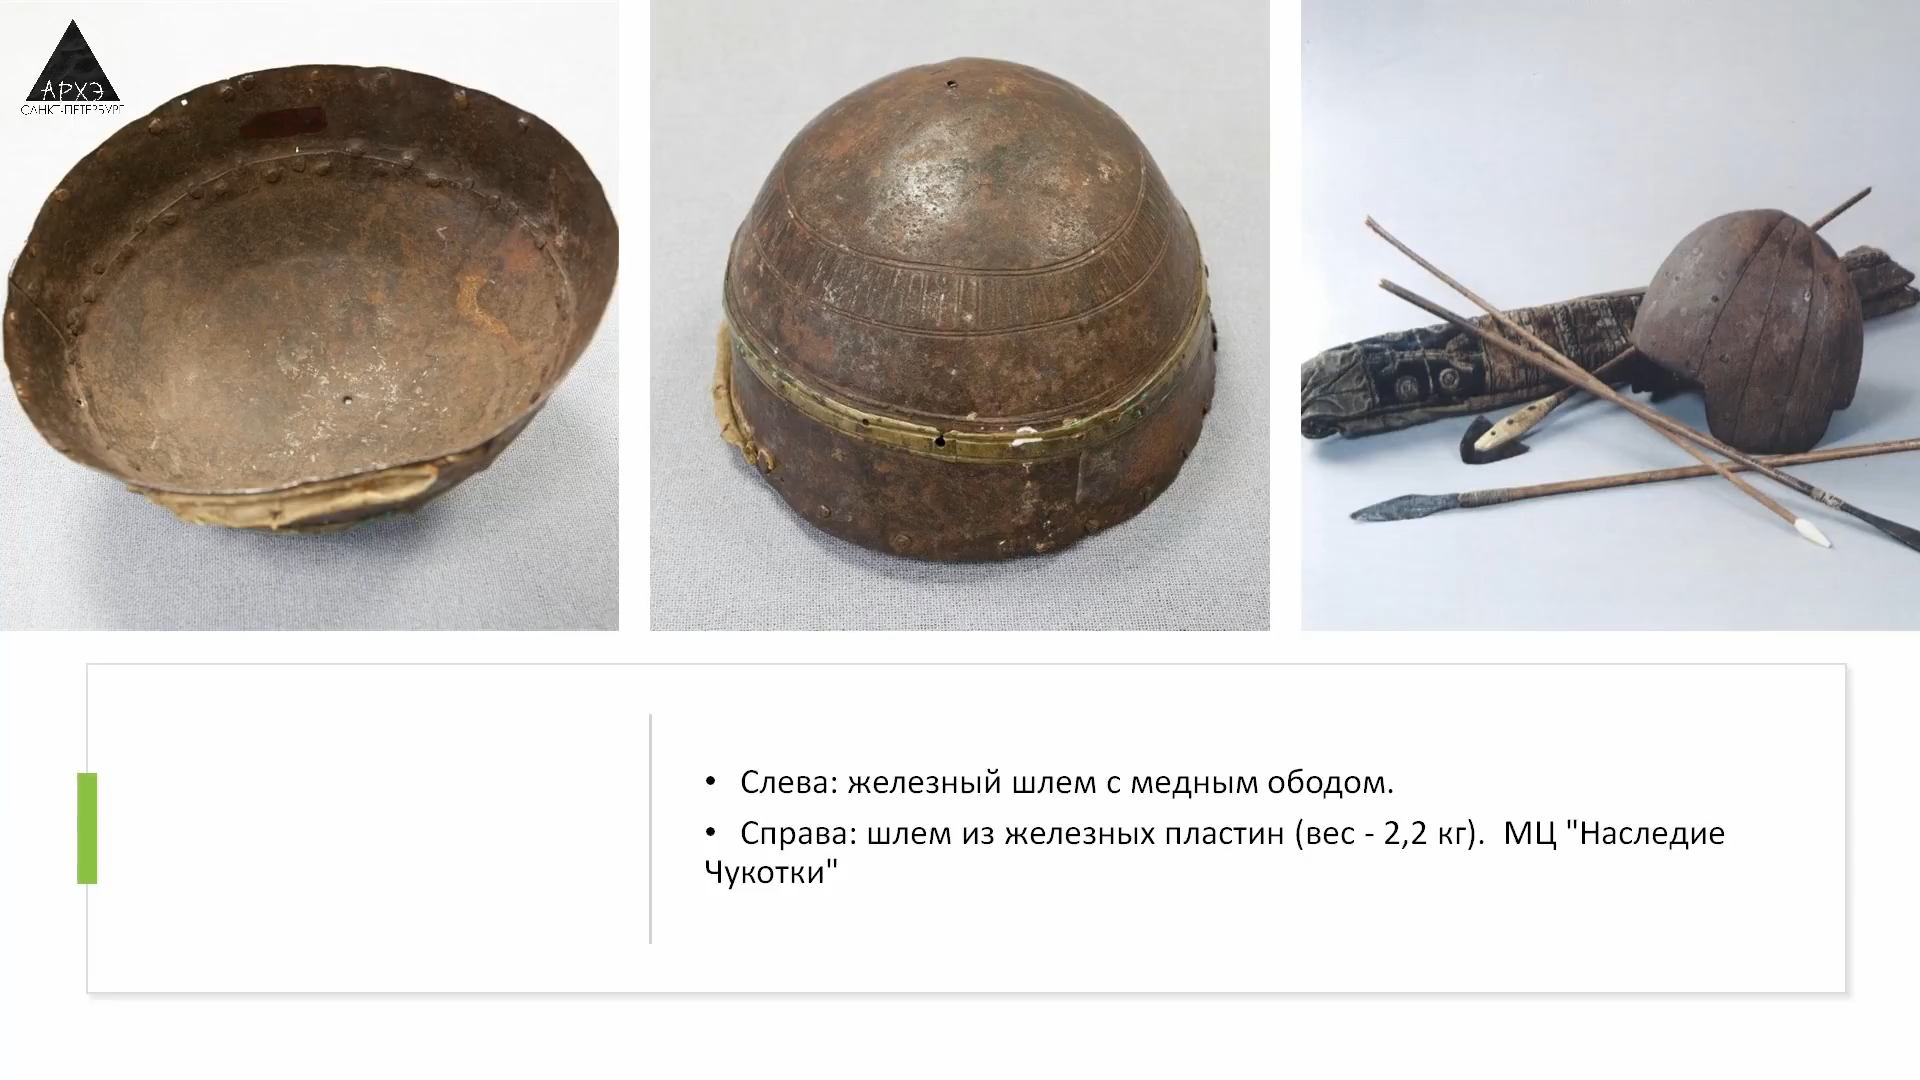 АРХЭ
САНКТ-ПЕТЕРБУРГ
• Слева: железный шлем с медным ободом.
• Справа: шлем из железных пластин (вес - 2,2 кг). МЦ "Наследие
Чукотки"